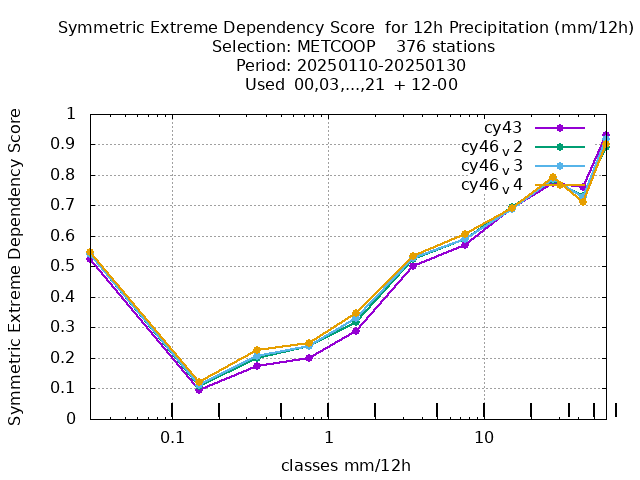 Symmetric Extreme Dependency Score  for 12h Precipitation (mm/12h)
Selection: METCOOP    376 stations
Period: 20250110-20250130
Used  00,03,...,21  + 12-00
Symmetric Extreme Dependency Score
1
0.9
0.8
0.7
0.6
0.5
0.4
0.3
0.2
0.1
0
cy43
cy46v2
cy46v3
cy46v4
0.1 1 10
classes mm/12h